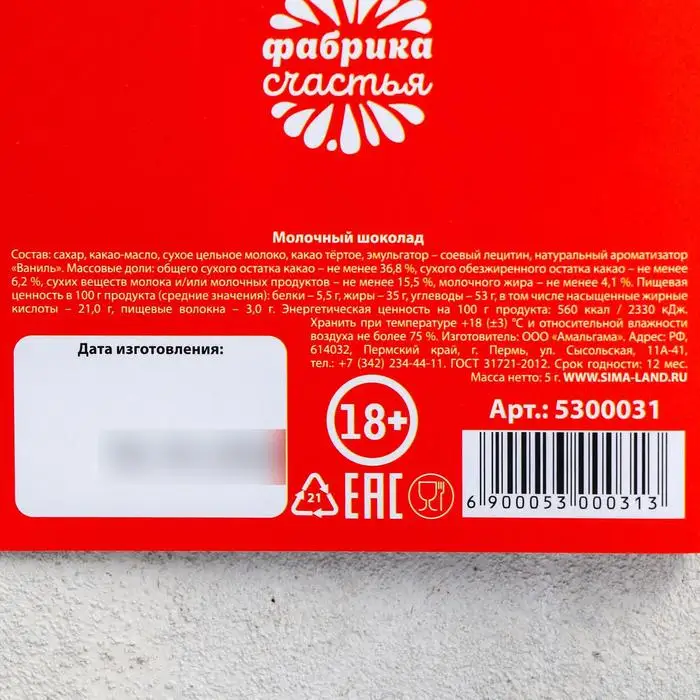 фабрика
счастья
Молочный шоколад
Состав: сахар, какао-масло, сухое цельное молоко, какао тёртое, эмульгатор – соевый лецитин, натуральный ароматизатор
«Ваниль». Массовые доли: общего сухого остатка какао – не менее 36,8 %, сухого обезжиренного остатка какао – не менее
6,2 %, сухих веществ молока и/или молочных продуктов – не менее 15,5 %, молочного жира – не менее 4,1 %. Пищевая
ценность в 100 г продукта (средние значения): белки – 5,5 г, жиры – 35 г, углеводы – 53 г, в том числе насыщенные жирные
кислоты – 21,0 г, пищевые волокна – 3,0 г. Энергетическая ценность на 100 г продукта: 560 ккал / 2330 кДж.
Хранить при температуре +18 (±3) °С и относительной влажности
воздуха не более 75 %. Изготовитель: ООО «Амальгама». Адрес: РФ,
614032, Пермский край, г. Пермь, ул. Сысольская, 11А-41,
тел.: +7 (342) 234-44-11. ГОСТ 31721-2012. Срок годности: 12 мес.
Масса нетто: 5 г. WWW.SIMA-LAND.RU
Дата изготовления:
18+
Арт.: 5300031
21
EAC
6 900053 000313